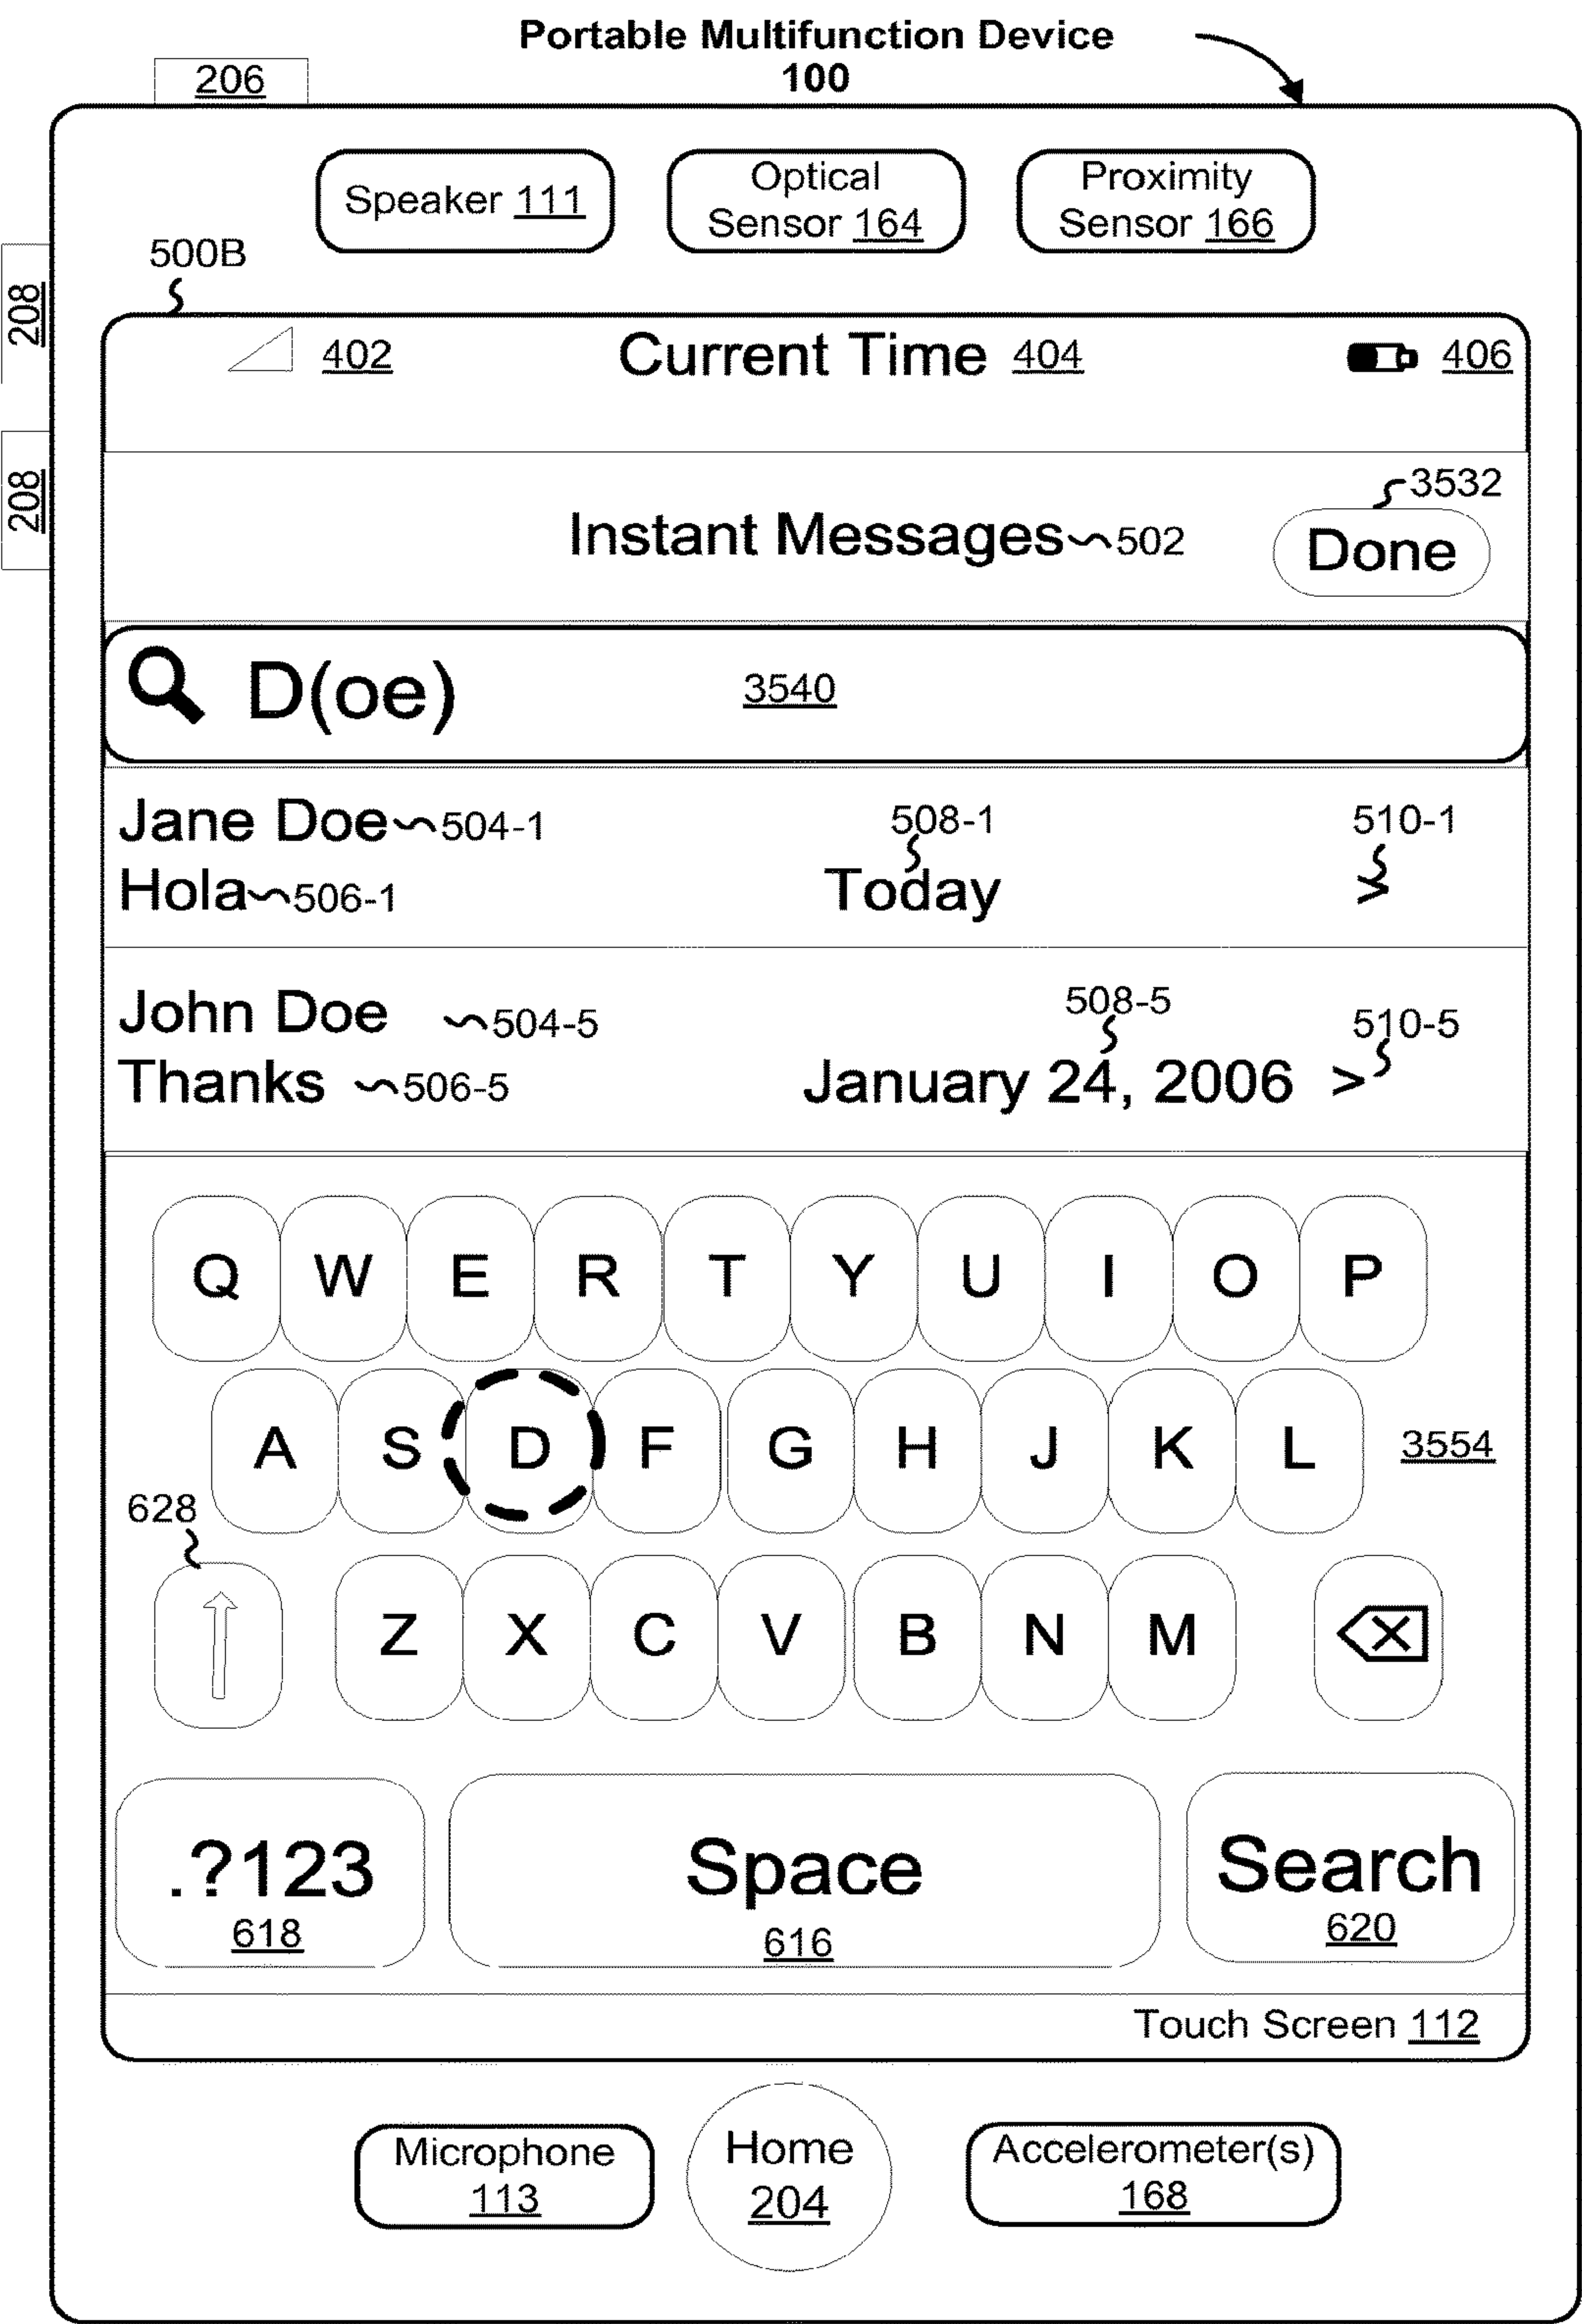 Portable Multifunction Device
100
206
Speaker 111
Optical
Sensor 164
Proximity
Sensor 166
500B
208
208
402
Current Time 404
406
3532
Instant Messages 502
Done
D(oe)
3540
Jane Doe 504-1
508-1
510-1
Hola 506-1
Today
>
John Doe 504-5
508-5
510-5
Thanks 506-5
January 24, 2006 >
Q W E R T Y U I O P
A S D F G H J K L
3554
628
Z X C V B N M
.?123
618
Space
616
Search
620
Touch Screen 112
Microphone
113
Home
204
Accelerometer(s)
168